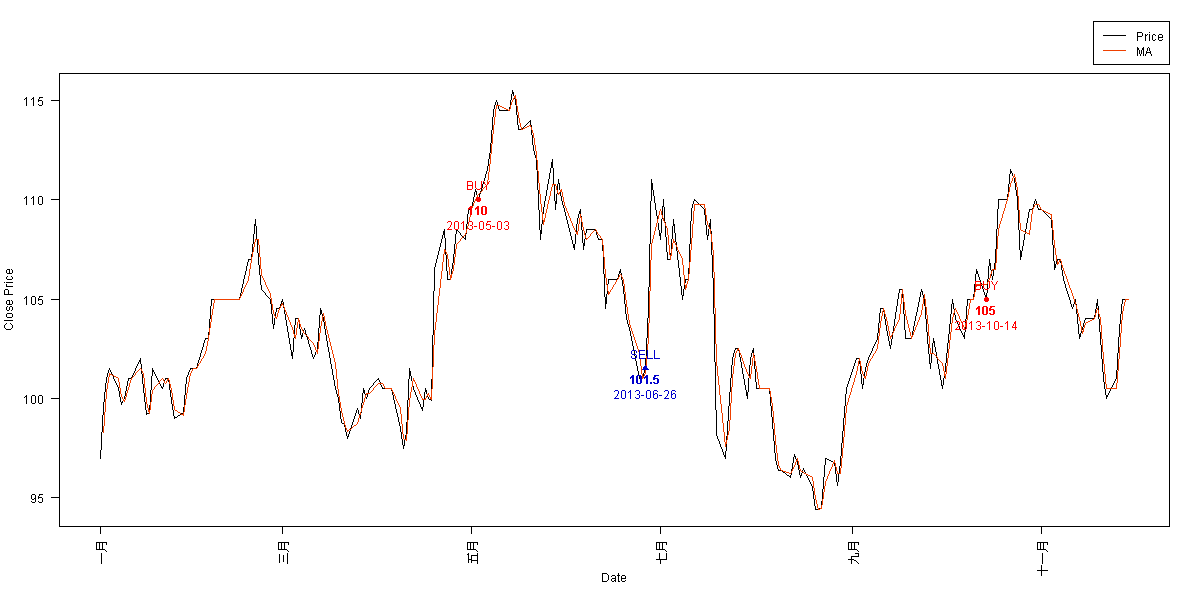 Price
MA
Close Price
115
110
105
100
95
BUY
110
2013-05-03
SELL
101.5
2013-06-26
BUY
105
2013-10-14
一月
三月
五月
七月
九月
十一月
Date